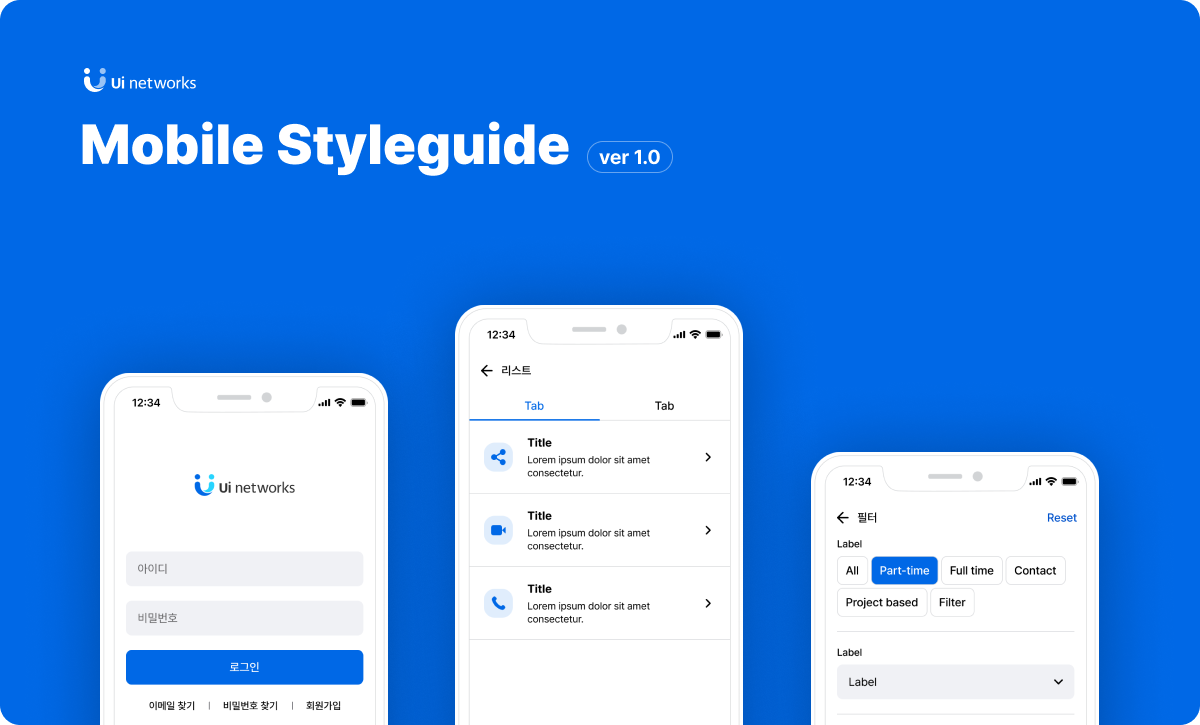 Ui networks
Mobile Styleguide ver 1.0
12:34
Ui networks
아이디
비밀번호
로그인
이메일 찾기 | 비밀번호 찾기 | 회원가입
12:34
리스트
Tab Tab
Title
Lorem ipsum dolor sit amet
consectetur.
Title
Lorem ipsum dolor sit amet
consectetur.
Title
Lorem ipsum dolor sit amet
consectetur.
12:34
필터 Reset
Label
All Part-time Full time Contact
Project based Filter
Label
Label